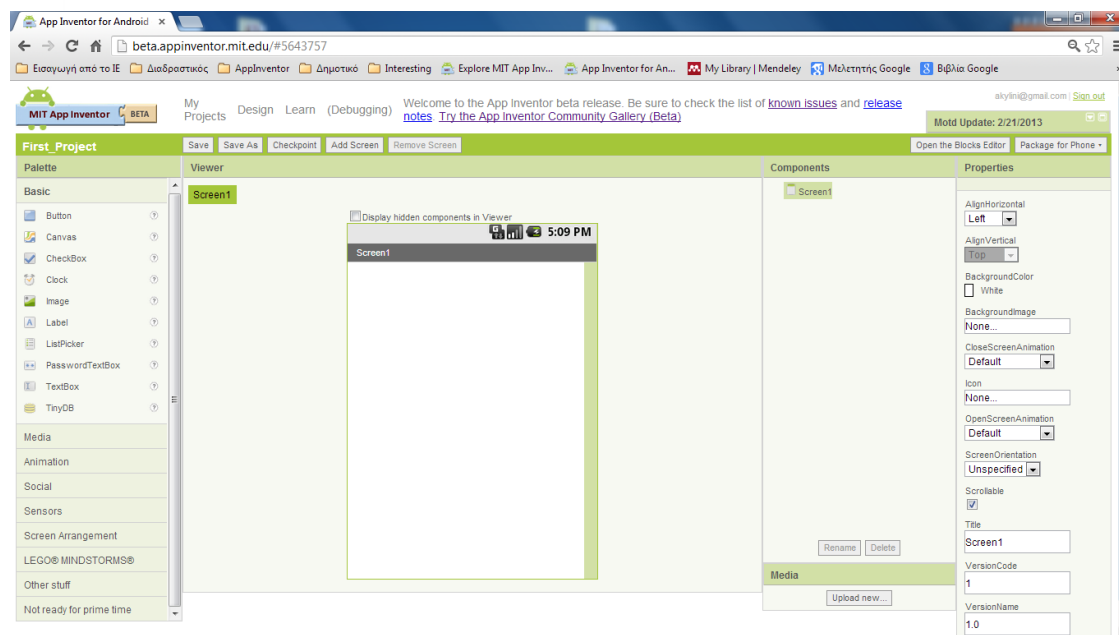 App Inventor for Android
beta.appinventor.mit.edu/#5643757
Εισαγωγή από το IE Διαδραστικός AppInventor Δημοτικό Interesting Explore MIT App Inv... App Inventor for An... My Library | Mendeley Μελετητής Google Βιβλία Google
akylini@gmail.com | Sign out
MIT App Inventor BETA
My Projects Design Learn (Debugging)
Welcome to the App Inventor beta release. Be sure to check the list of known issues and release
notes. Try the App Inventor Community Gallery (Beta)
Motd Update: 2/21/2013
First_Project Save Save As Checkpoint Add Screen Remove Screen Open the Blocks Editor Package for Phone
Palette Viewer Components Properties
Basic
Button
Canvas
CheckBox
Clock
Image
Label
ListPicker
PasswordTextBox
TextBox
TinyDB
Media
Animation
Social
Sensors
Screen Arrangement
LEGO® MINDSTORMS®
Other stuff
Not ready for prime time
Screen1
Display hidden components in Viewer
5:09 PM
Screen1
Screen1
Rename Delete
Media
Upload new...
AlignHorizontal
Left
AlignVertical
Top
BackgroundColor
White
BackgroundImage
None...
CloseScreenAnimation
Default
Icon
None...
OpenScreenAnimation
Default
ScreenOrientation
Unspecified
Scrollable
Title
Screen1
VersionCode
1
VersionName
1.0